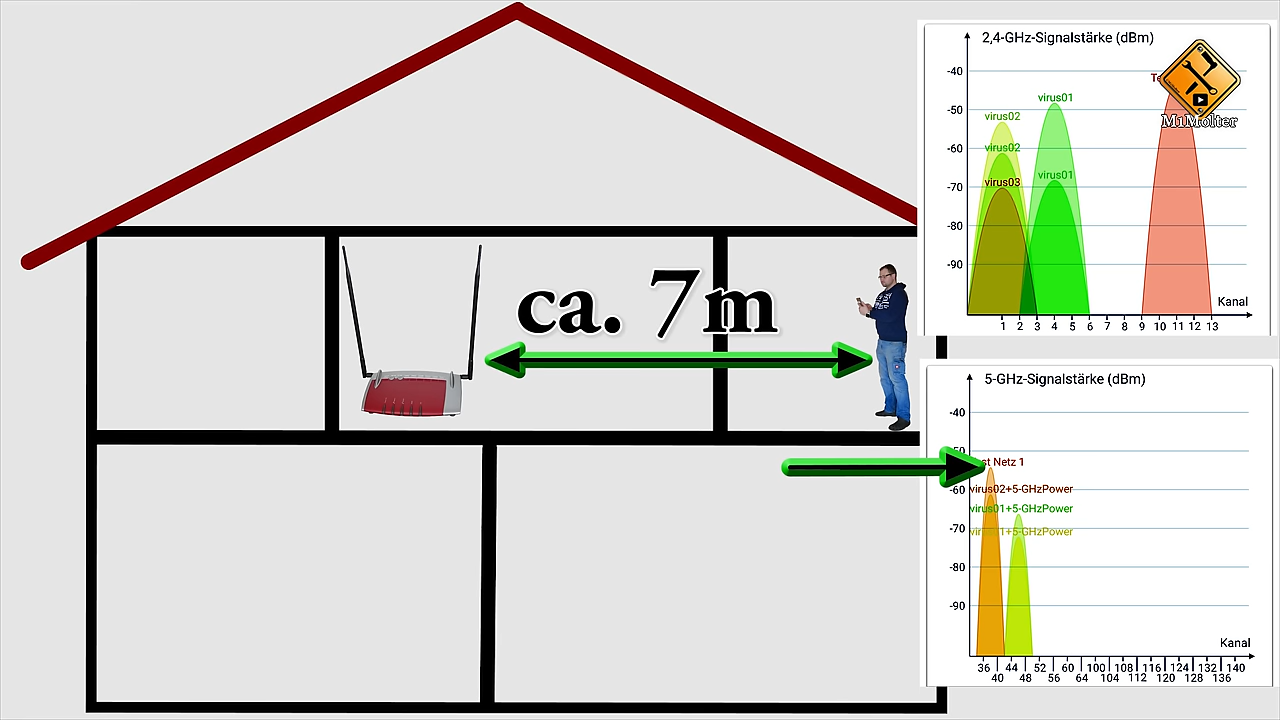 ca. 7m
2,4-GHz-Signalstärke (dBm)
-40
-50
-60
-70
-80
-90
virus01
virus02
virus02
virus01
virus03
M1Molter
Kanal
1 2 3 4 5 6 7 8 9 10 11 12 13
5-GHz-Signalstärke (dBm)
-40
-60
-70
-80
-90
Netz 1
virus02+5-GHzPower
virus01+5-GHzPower
Kanal
36 44 52 60 100 108 116 124 132 140
40 48 56 64 104 112 120 128 136